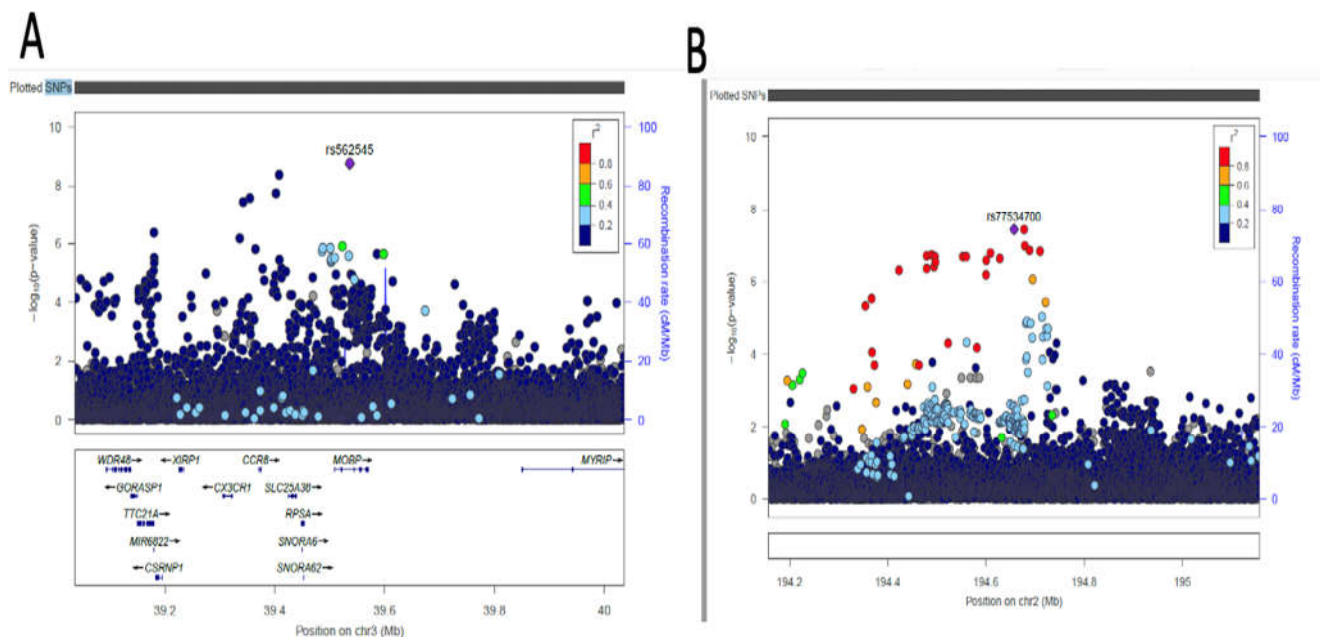 A
Plotted SNPs
10
8
6
4
2
0
− log10(p−value)
100
80
60
40
20
0
Recombination rate (cM/Mb)
r2
0.8
0.6
0.4
0.2
rs562545
WDR48→
←XIRP1
CCR8→
MOBP→
MYRIP→
←GORASP1
←CX3CR1
SLC25A38→
TTC21A→
RPSA→
MIR6822→
SNORA6→
←CSRNP1
SNORA62→
39.2
39.4
39.6
39.8
40
Position on chr3 (Mb)
B
Plotted SNPs
10
8
6
4
2
0
− log10(p−value)
100
80
60
40
20
0
Recombination rate (cM/Mb)
r2
0.8
0.6
0.4
0.2
rs77534700
194.2
194.4
194.6
194.8
195
Position on chr2 (Mb)